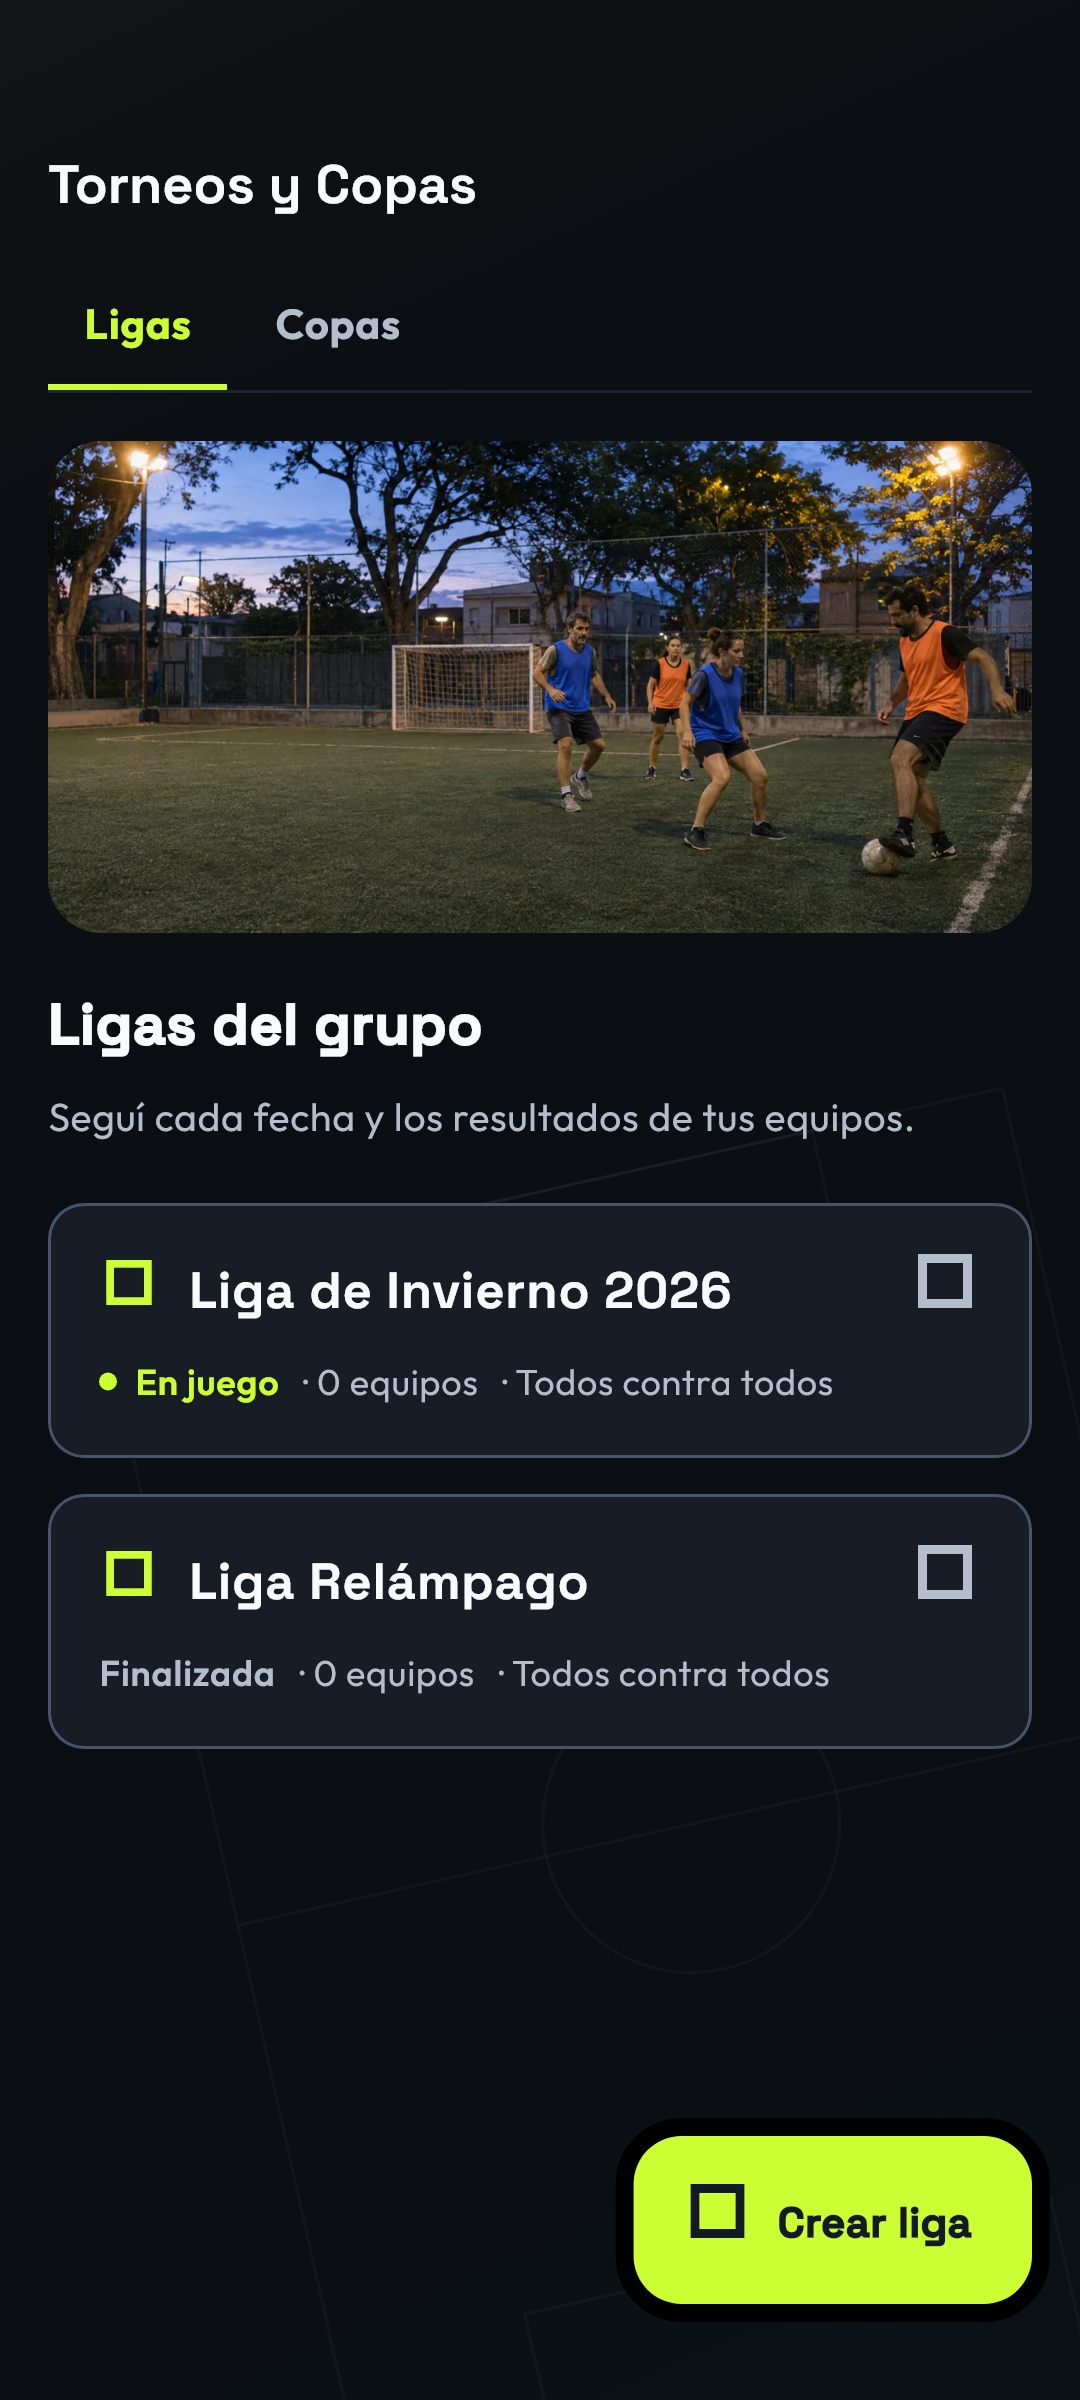 Torneos y Copas
Ligas
Copas
Ligas del grupo
Seguí cada fecha y los resultados de tus equipos.
Liga de Invierno 2026
En juego · 0 equipos · Todos contra todos
Liga Relámpago
Finalizada · 0 equipos · Todos contra todos
Crear liga